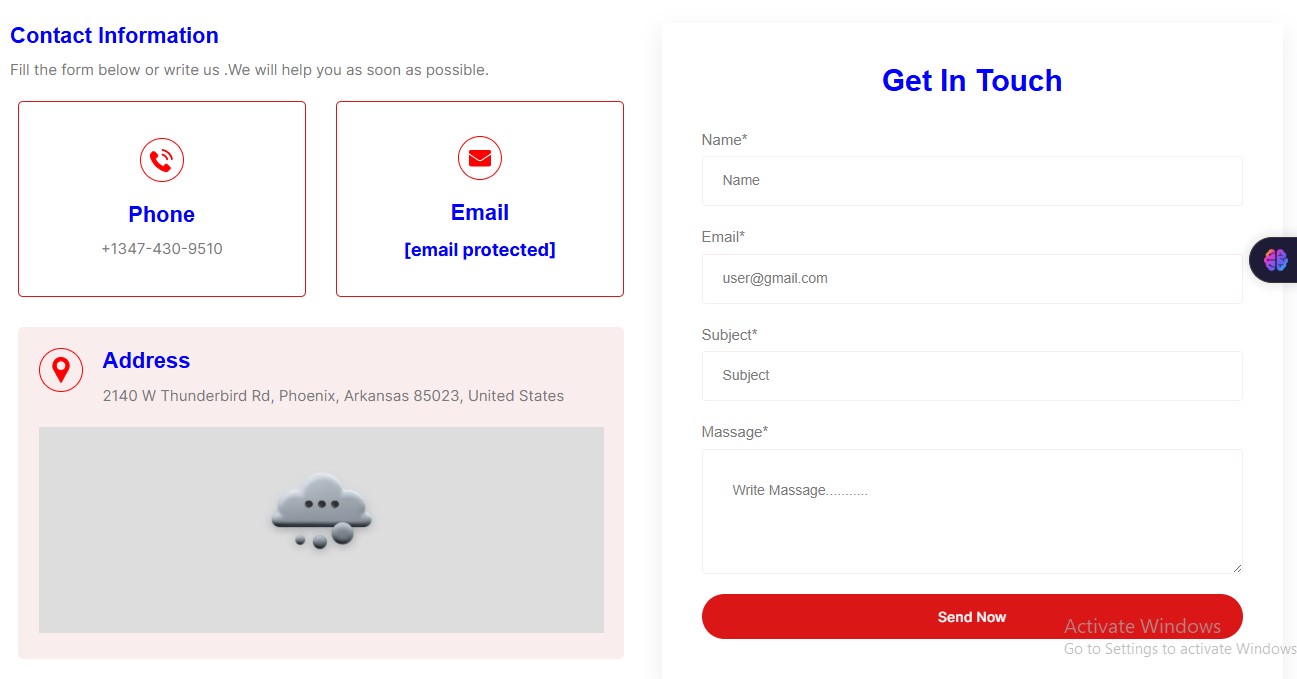 Contact Information
Fill the form below or write us .We will help you as soon as possible.
Phone
+1347-430-9510
Email
[email protected]
Address
2140 W Thunderbird Rd, Phoenix, Arkansas 85023, United States
Get In Touch
Name*
Name
Email*
user@gmail.com
Subject*
Subject
Massage*
Write Massage...........
Send Now
Activate Windows
Go to Settings to activate Windows